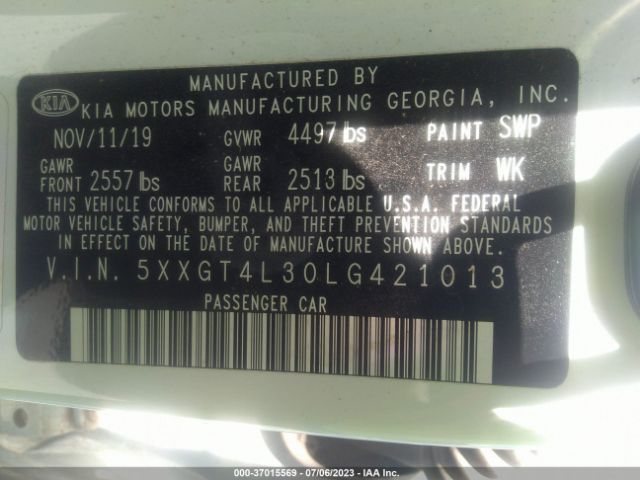 MANUFACTURED BY
KIA KIA MOTORS MANUFACTURING GEORGIA, INC.
NOV/11/19 GVWR 4497 lbs PAINT SWP
GAWR FRONT 2557 lbs GAWR REAR 2513 lbs TRIM WK
THIS VEHICLE CONFORMS TO ALL APPLICABLE U.S.A. FEDERAL
MOTOR VEHICLE SAFETY, BUMPER, AND THEFT PREVENTION STANDARDS
IN EFFECT ON THE DATE OF MANUFACTURE SHOWN ABOVE.
V.I.N. 5XXGT4L30LG421013
PASSENGER CAR
000-37015569 - 07/06/2023 - IAA Inc.